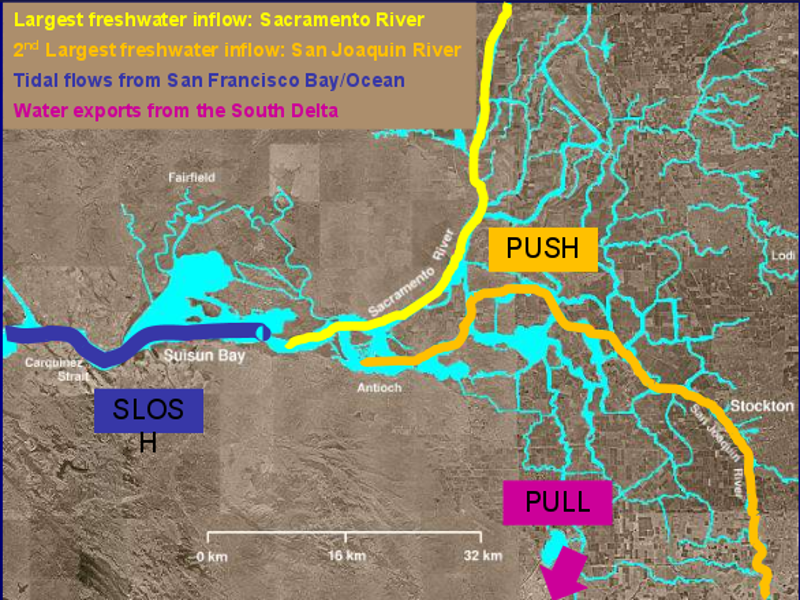 Largest freshwater inflow: Sacramento River
2nd Largest freshwater inflow: San Joaquin River
Tidal flows from San Francisco Bay/Ocean
Water exports from the South Delta
Fairfield
Sacramento River
PUSH
Lodi
Carquinez
Strait
Suisun Bay
Antioch
SLOS
H
Stockton
San Joaquin River
PULL
0 km
16 km
32 km